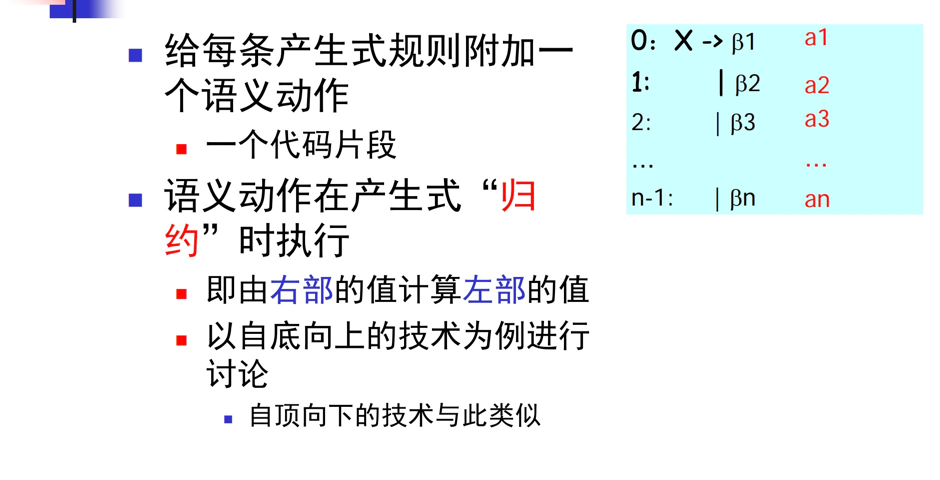 给每条产生式规则附加一
个语义动作
一个代码片段
语义动作在产生式“归
约”时执行
即由右部的值计算左部的值
以自底向上的技术为例进行
讨论
自顶向下的技术与此类似
0: X -> β1 a1
1: | β2 a2
2: | β3 a3
… …
n-1: | βn an